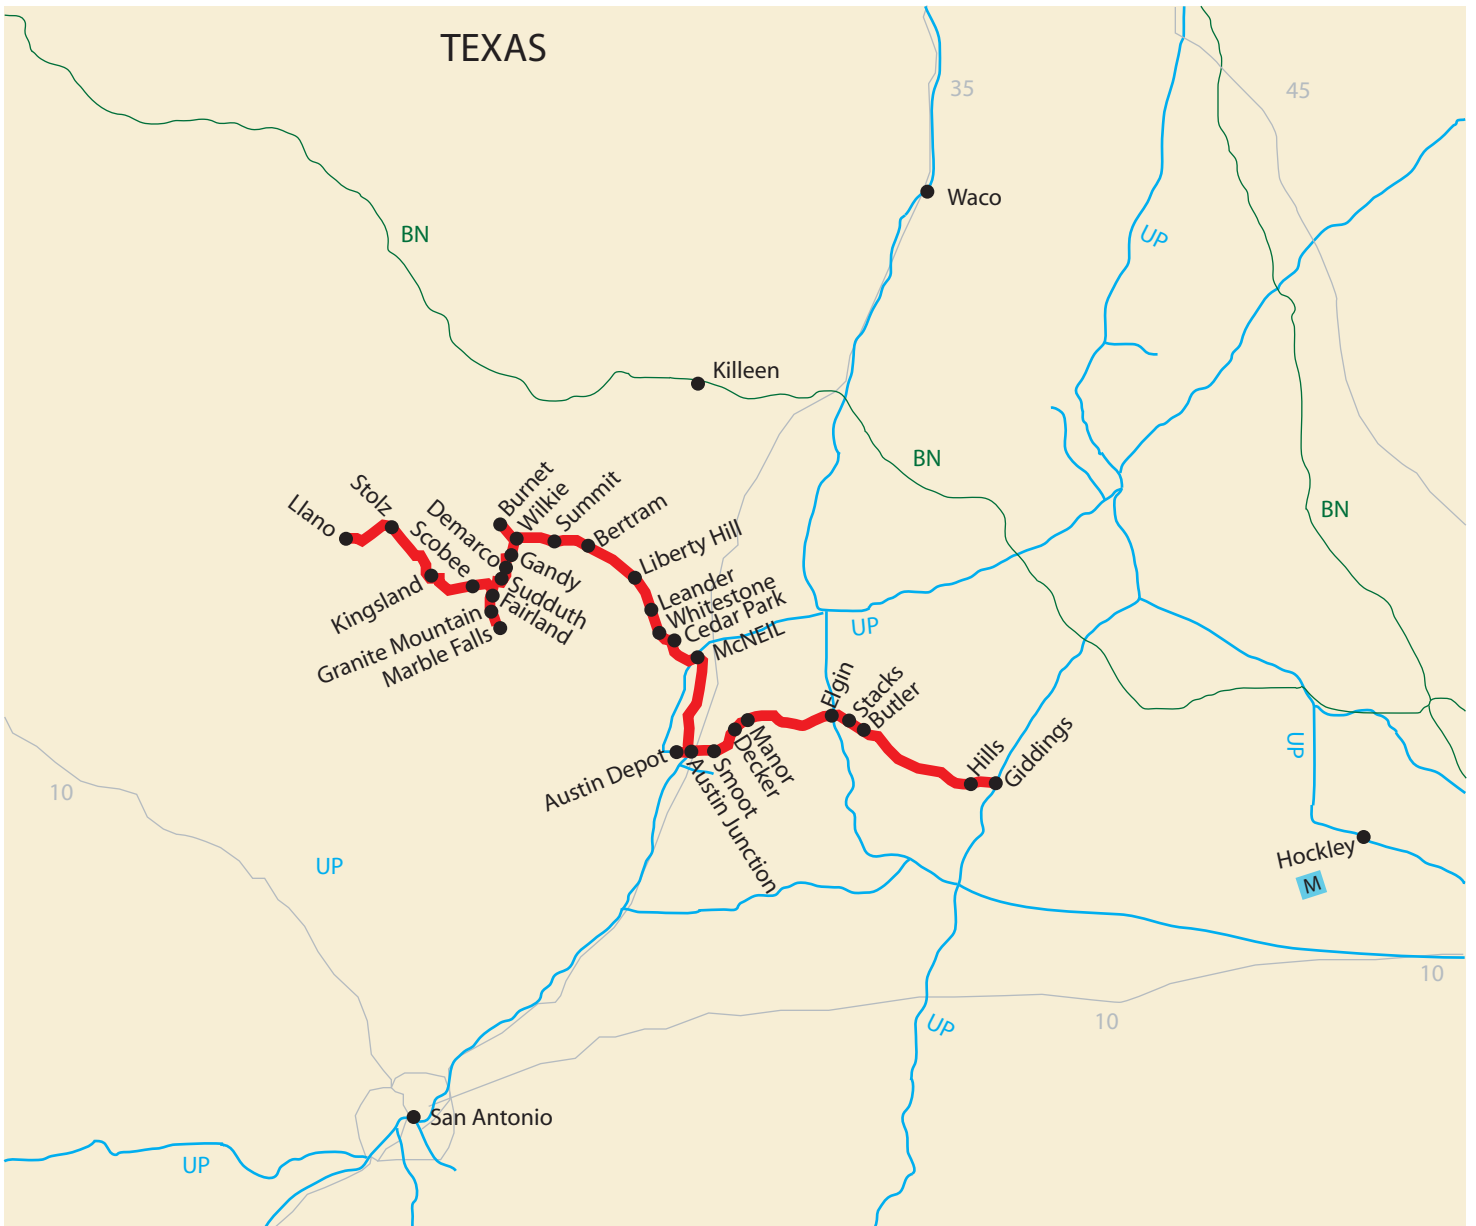 TEXAS
35
45
Waco
UP
BN
Killeen
BN
BN
Burnet
Wilkie
Summit
Bertram
Stolz
Llano
Demarco
Scobee
Gandy
Liberty Hill
Sudduth
Fairland
Kingsland
Granite Mountain
Marble Falls
Leander
Whitestone
Cedar Park
McNEIL
UP
Elgin
Stacks
Butler
Manor
Decker
Smoot
Austin Junction
Austin Depot
Hills
Giddings
UP
10
UP
Hockley
M
10
10
UP
San Antonio
UP